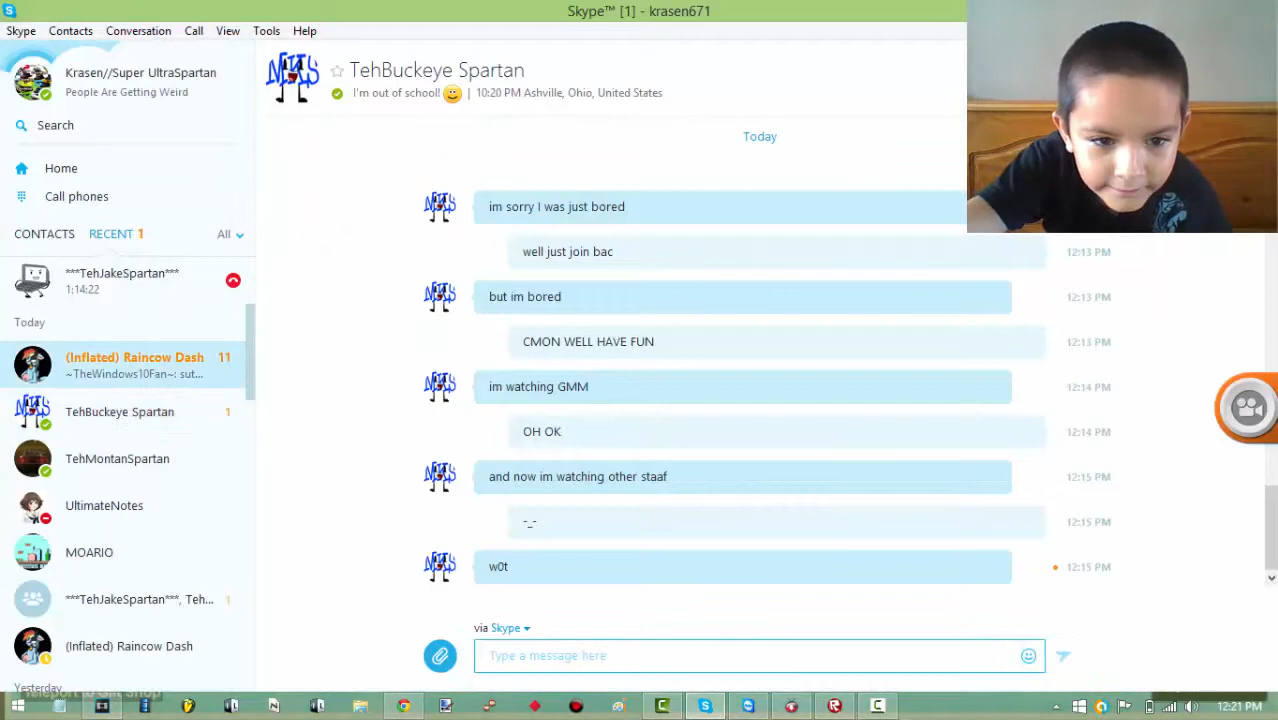 Skype™ [1] - krasen671
Skype Contacts Conversation Call View Tools Help
Krasen//Super UltraSpartan
People Are Getting Weird
Search
Home
Call phones
CONTACTS RECENT 1 All
***TehJakeSpartan***
1:14:22
Today
(Inflated) Raincow Dash 11
~TheWindows10Fan~: sut...
TehBuckeye Spartan 1
TehMontanSpartan
UltimateNotes
MOARIO
***TehJakeSpartan***, Teh... 1
(Inflated) Raincow Dash
Yesterday
Teleport to Gift Shop
TehBuckeye Spartan
I'm out of school! | 10:20 PM Ashville, Ohio, United States
Today
im sorry I was just bored
well just join bac 12:13 PM
but im bored 12:13 PM
CMON WELL HAVE FUN 12:13 PM
im watching GMM 12:14 PM
OH OK 12:14 PM
and now im watching other staaf 12:15 PM
-_- 12:15 PM
w0t 12:15 PM
via Skype
Type a message here
12:21 PM